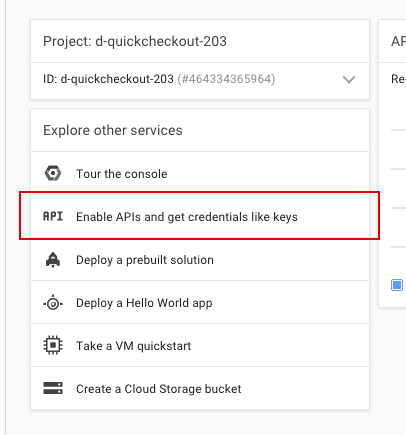 Project: d-quickcheckout-203
ID: d-quickcheckout-203 (#464334365964)
Explore other services
Tour the console
API Enable APIs and get credentials like keys
Deploy a prebuilt solution
Deploy a Hello World app
Take a VM quickstart
Create a Cloud Storage bucket
AP
Re